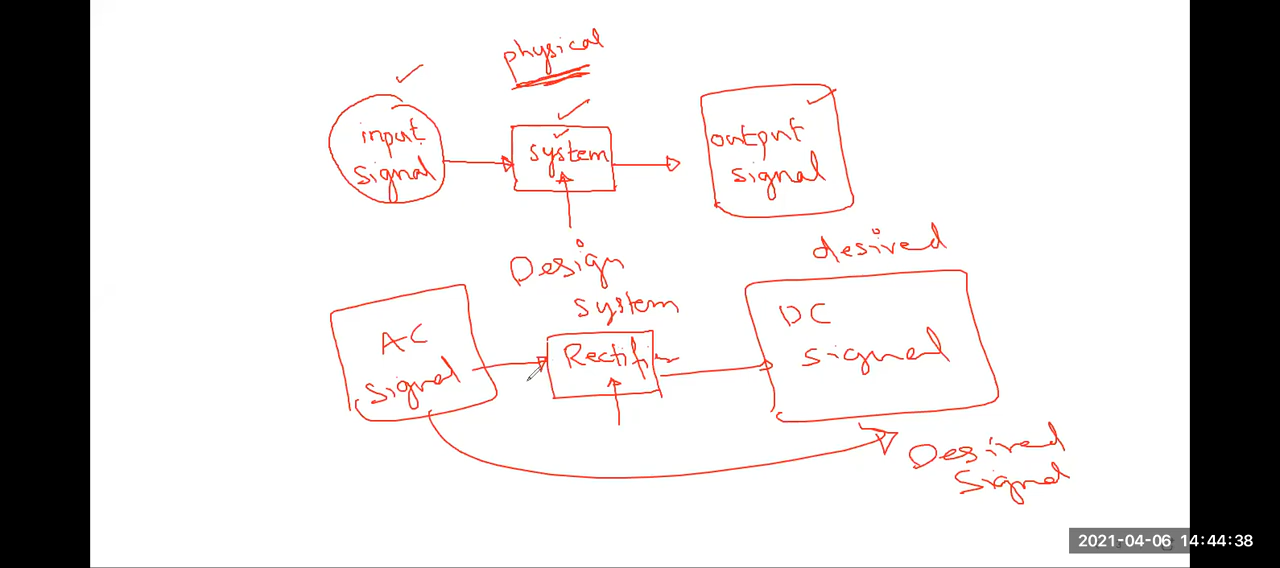 physical
input
signal
system
output
signal
Design
system
desired
AC
signal
Rectifier
DC
signal
Desired
Signal
2021-04-06 14:44:38